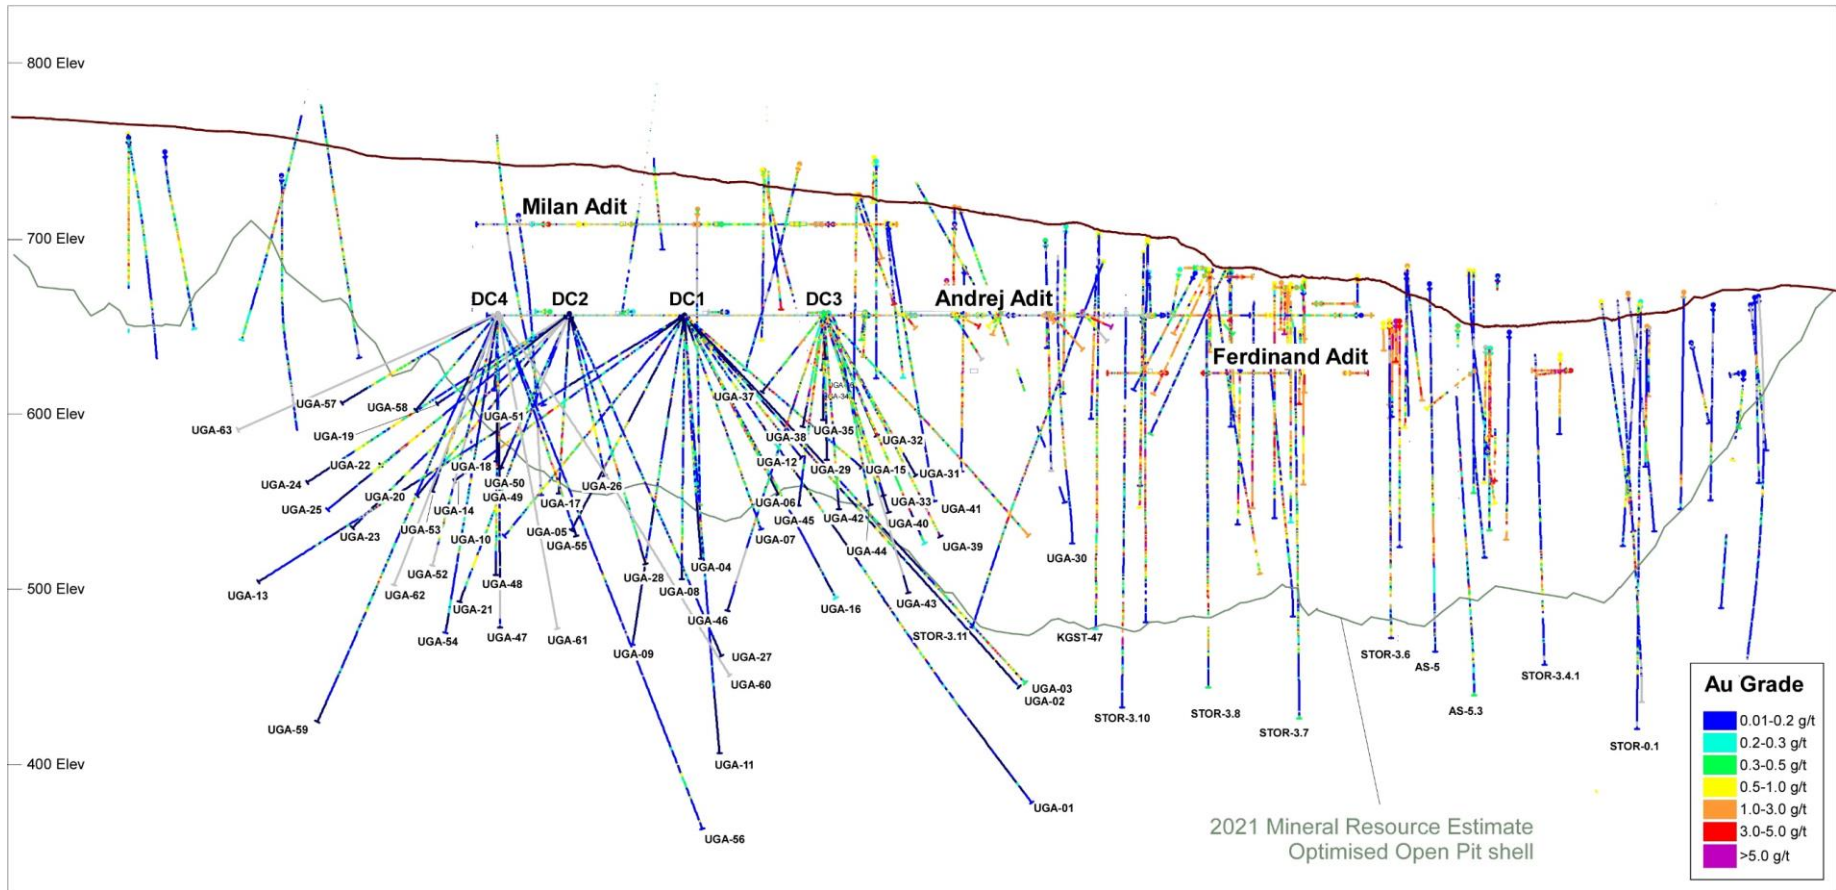 800 Elev
700 Elev
600 Elev
500 Elev
400 Elev
Milan Adit
DC4
DC2
DC1
DC3
Andrej Adit
Ferdinand Adit
UGA-57
UGA-58
UGA-51
UGA-37
UGA-63
UGA-19
UGA-38
UGA-35
UGA-32
UGA-22
UGA-18
UGA-12
UGA-29
UGA-15
UGA-31
UGA-24
UGA-50
UGA-26
UGA-20
UGA-49
UGA-17
UGA-06
UGA-33
UGA-41
UGA-25
UGA-14
UGA-53
UGA-45
UGA-42
UGA-40
UGA-23
UGA-10
UGA-05
UGA-55
UGA-07
UGA-44
UGA-39
UGA-30
UGA-04
UGA-52
UGA-28
UGA-48
UGA-08
UGA-13
UGA-62
UGA-21
UGA-16
UGA-43
UGA-46
UGA-54
UGA-47
UGA-61
STOR-3.11
KGST-47
UGA-09
UGA-27
UGA-60
UGA-03
UGA-02
STOR-3.6
AS-5
STOR-3.4.1
UGA-59
STOR-3.10
STOR-3.8
AS-5.3
STOR-3.7
STOR-0.1
UGA-11
UGA-01
UGA-56
2021 Mineral Resource Estimate
Optimised Open Pit shell
Au Grade
0.01-0.2 g/t
0.2-0.3 g/t
0.3-0.5 g/t
0.5-1.0 g/t
1.0-3.0 g/t
3.0-5.0 g/t
>5.0 g/t